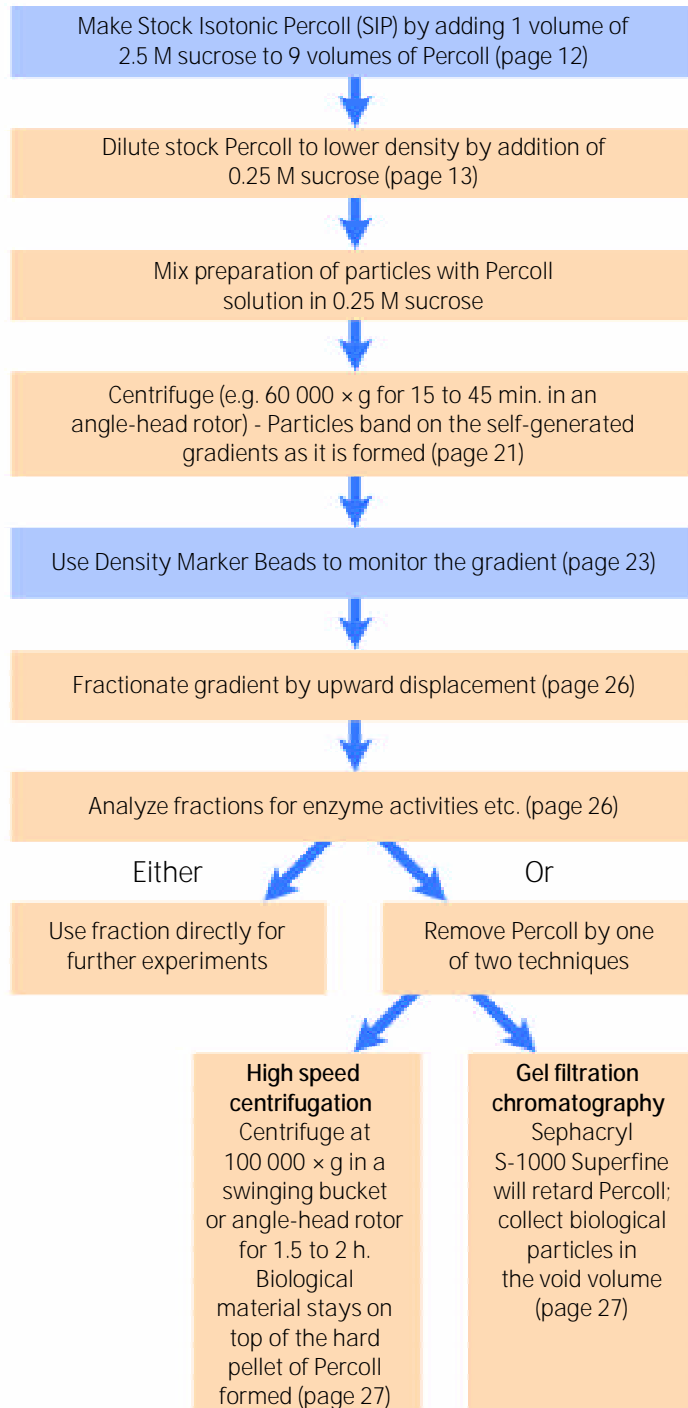 Make Stock Isotonic Percoll (SIP) by adding 1 volume of
2.5 M sucrose to 9 volumes of Percoll (page 12)
Dilute stock Percoll to lower density by addition of
0.25 M sucrose (page 13)
Mix preparation of particles with Percoll
solution in 0.25 M sucrose
Centrifuge (e.g. 60 000 × g for 15 to 45 min. in an
angle-head rotor) - Particles band on the self-generated
gradients as it is formed (page 21)
Use Density Marker Beads to monitor the gradient (page 23)
Fractionate gradient by upward displacement (page 26)
Analyze fractions for enzyme activities etc. (page 26)
Either
Or
Use fraction directly for
further experiments
Remove Percoll by one
of two techniques
High speed
centrifugation
Centrifuge at
100 000 × g in a
swinging bucket
or angle-head rotor
for 1.5 to 2 h.
Biological
material stays on
top of the hard
pellet of Percoll
formed (page 27)
Gel filtration
chromatography
Sephacryl
S-1000 Superfine
will retard Percoll;
collect biological
particles in
the void volume
(page 27)